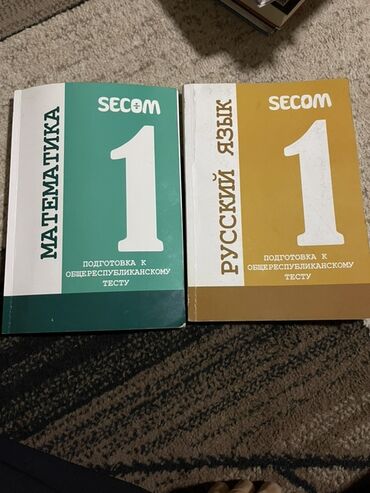 МАТЕМАТИКА
SECOM
1
ПОДГОТОВКА К
ОБЩЕРЕСПУБЛИКАНСКОМУ
ТЕСТУ
РУССКИЙ ЯЗЫК
SECOM
1
ПОДГОТОВКА К
ОБЩЕРЕСПУБЛИКАНСКОМУ
ТЕСТУ